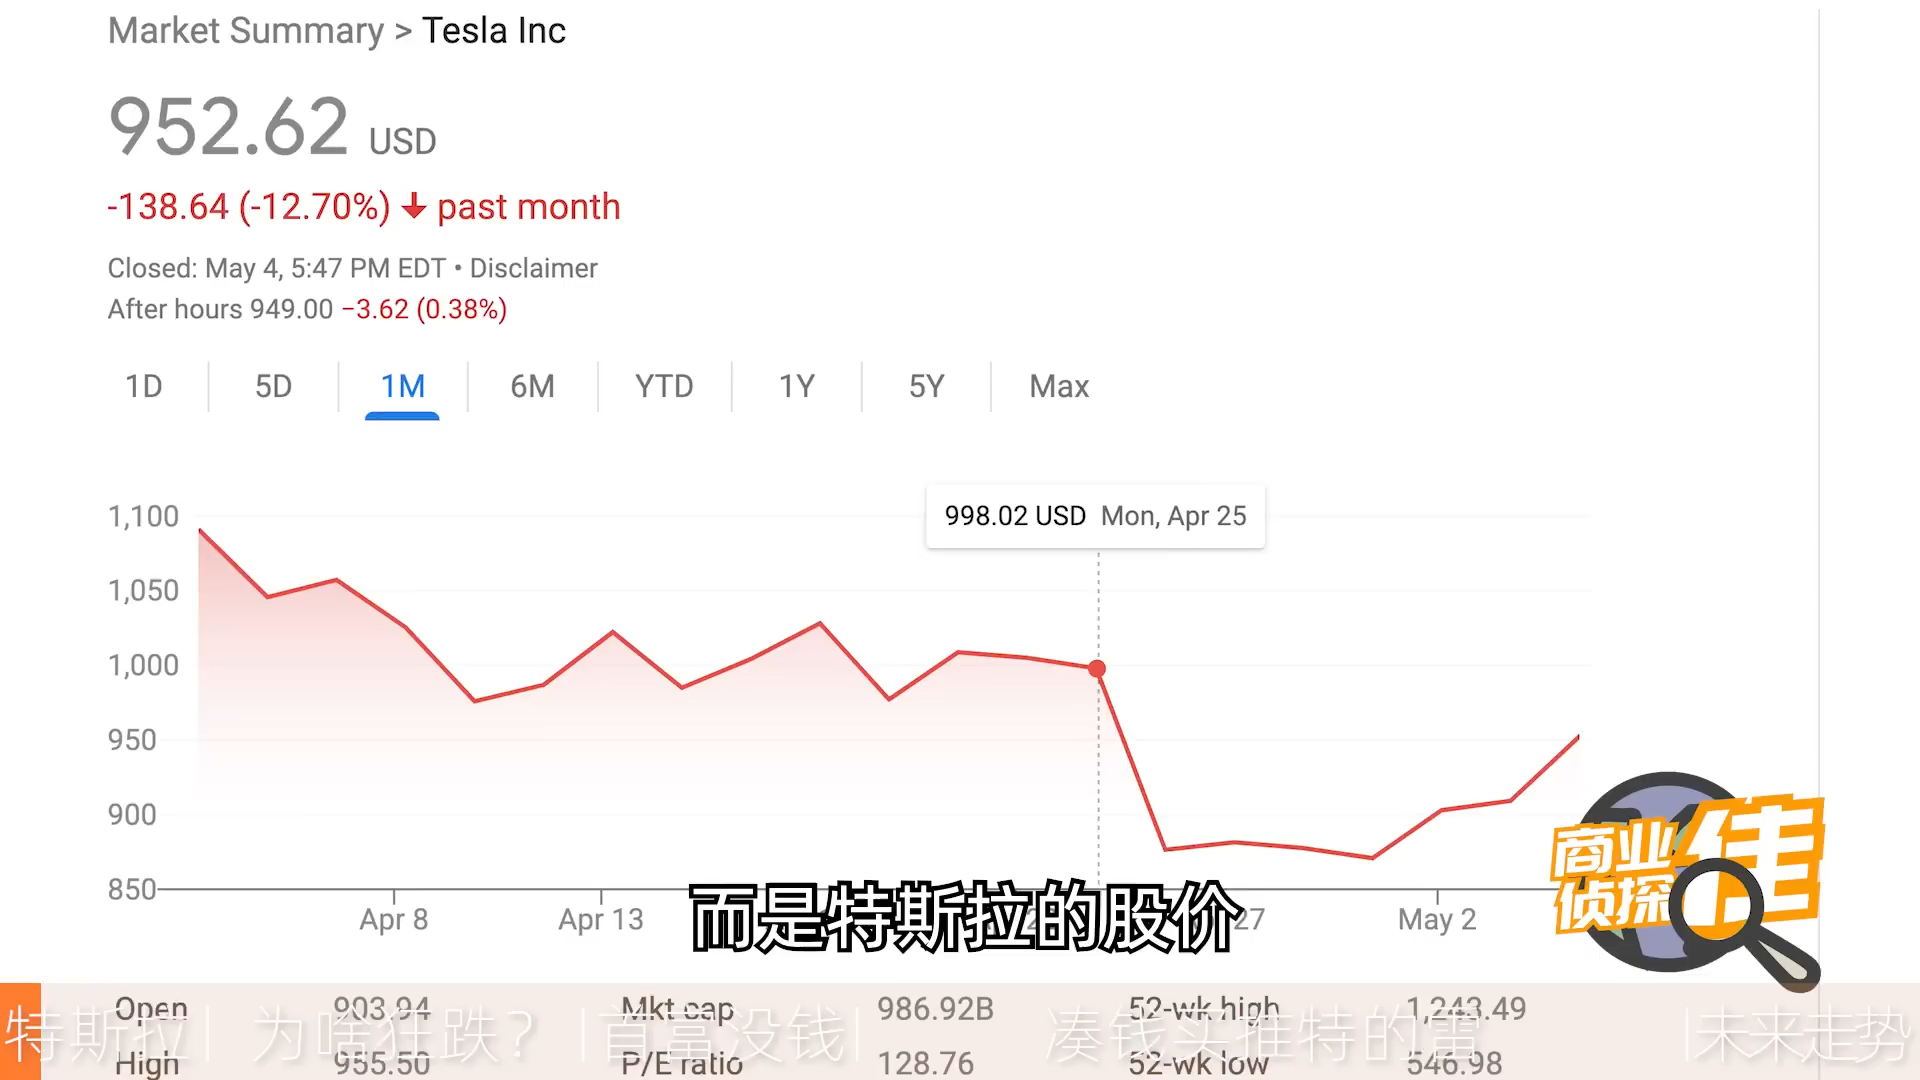 Market Summary > Tesla Inc
952.62 USD
-138.64 (-12.70%) ↓ past month
Closed: May 4, 5:47 PM EDT • Disclaimer
After hours 949.00 −3.62 (0.38%)
1D 5D 1M 6M YTD 1Y 5Y Max
998.02 USD Mon, Apr 25
1,100
1,050
1,000
950
900
850
Apr 8 Apr 13 27 May 2
而是特斯拉的股价
商业侦探佳
Open 903.94 Mkt cap 986.92B 52-wk high 1,243.49
特斯拉| 为啥狂跌？ |首富没钱| 凑钱买推特的雷 |未来走势
High 955.50 P/E ratio 128.76 52-wk low 546.98